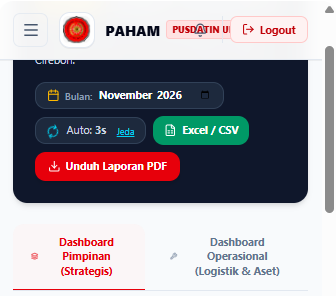 PAHAM
PUSDATIN
Logout
Cirebon.
Bulan: November 2026
Auto: 3s Jeda
Excel / CSV
Unduh Laporan PDF
Dashboard
Pimpinan
(Strategis)
Dashboard
Operasional
(Logistik & Aset)